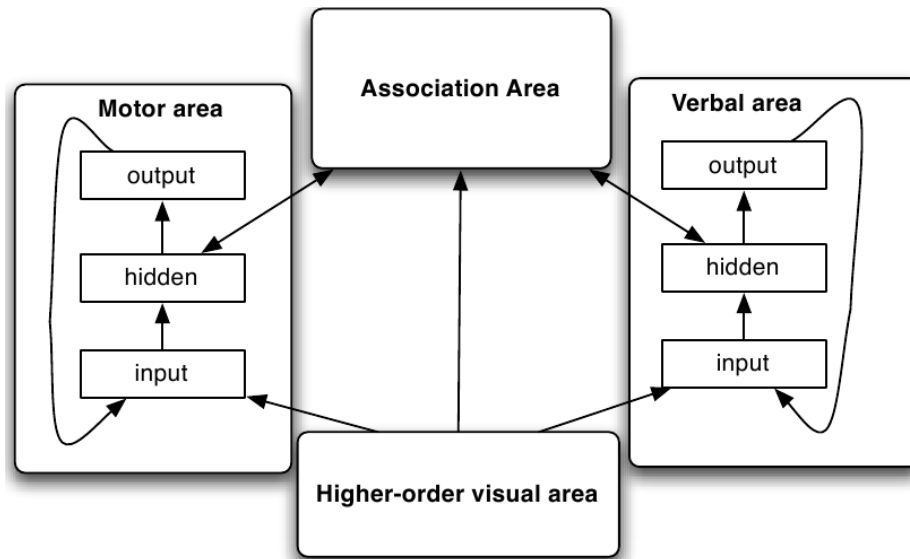 Association Area
Motor area
output
hidden
input
Verbal area
output
hidden
input
Higher-order visual area